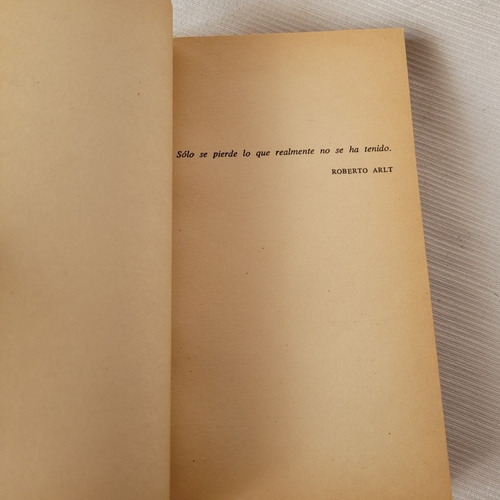 Sólo se pierde lo que realmente no se ha tenido.
ROBERTO ARLT